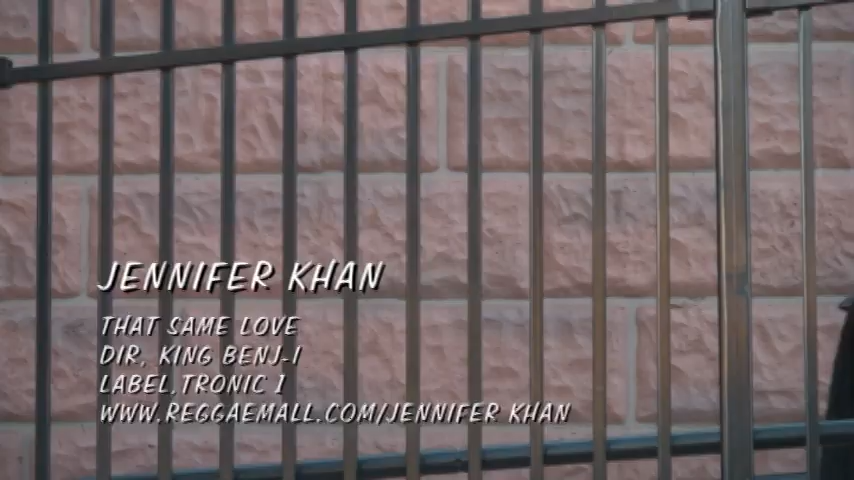 JENNIFER KHAN
THAT SAME LOVE
DIR, KING BENJ-I
LABEL.TRONIC I
WWW.REGGAEMALL.COM/JENNIFER KHAN